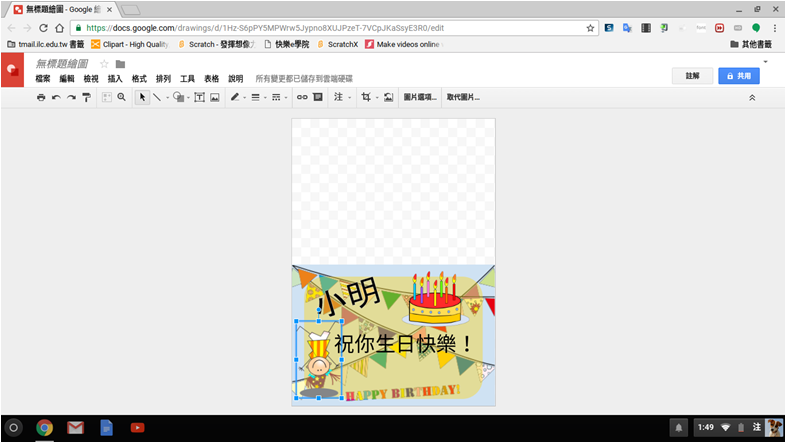 無標題繪圖 - Google 繪
https://docs.google.com/drawings/d/1Hz-S6pPY5MPWrw5Jypno8XUJPzeT-7VCpJKaSsyE3R0/edit
tmail.ilc.edu.tw 書籤
Clipart - High Quality
Scratch - 發揮想像力
快樂e學院
ScratchX
Make videos online
其他書籤
無標題繪圖
檔案 編輯 檢視 插入 格式 排列 工具 表格 說明 所有變更都已儲存到雲端硬碟
註解 共用
注 圖片選項... 取代圖片...
小明
祝你生日快樂！
HAPPY BIRTHDAY!
1:49 注